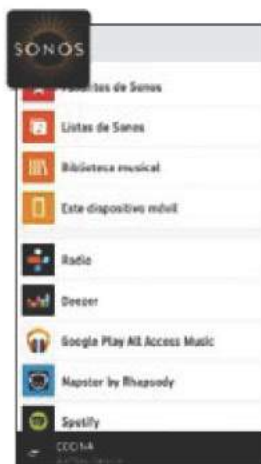 SONOS
Favoritos de Sonos
Listas de Sonos
Biblioteca musical
Este dispositivo móvil
Radio
Deezer
Google Play All Access Music
Napster by Rhapsody
Spotify
COCINA